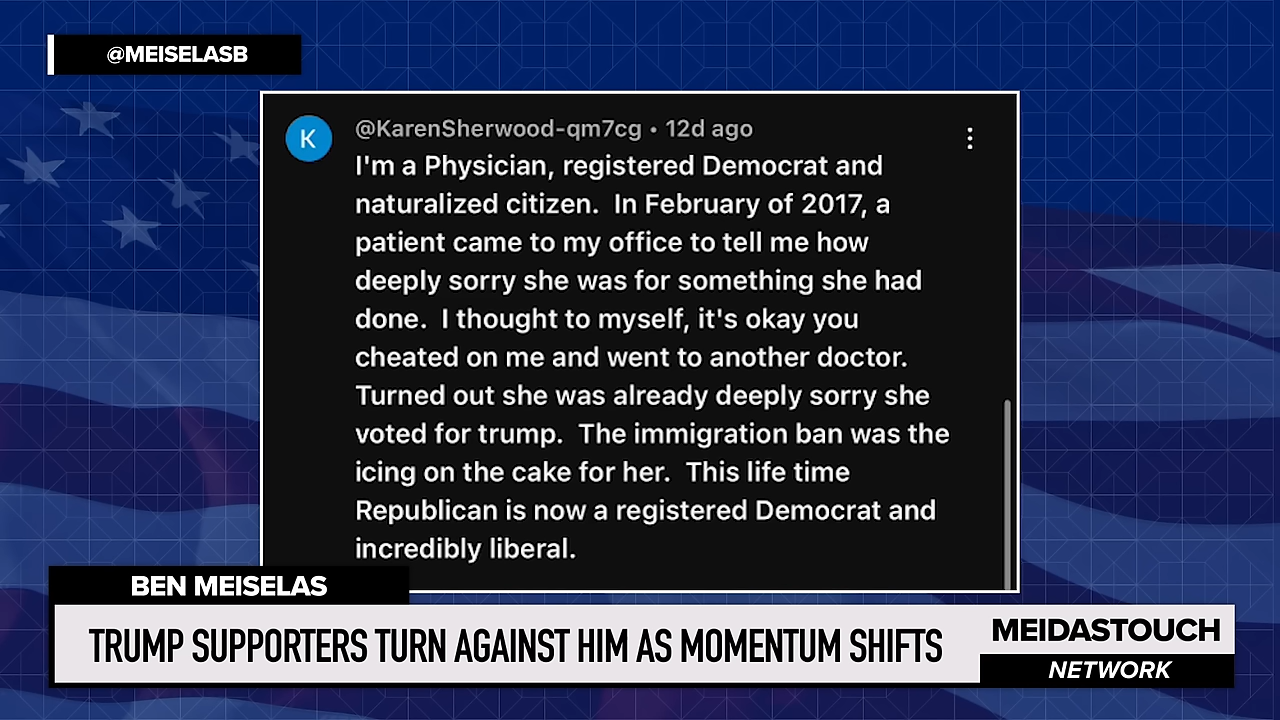 @MEISELASB
K
@KarenSherwood-qm7cg • 12d ago
I'm a Physician, registered Democrat and
naturalized citizen.  In February of 2017, a
patient came to my office to tell me how
deeply sorry she was for something she had
done.  I thought to myself, it's okay you
cheated on me and went to another doctor.
Turned out she was already deeply sorry she
voted for trump.  The immigration ban was the
icing on the cake for her.  This life time
Republican is now a registered Democrat and
incredibly liberal.
BEN MEISELAS
TRUMP SUPPORTERS TURN AGAINST HIM AS MOMENTUM SHIFTS
MEIDASTOUCH
NETWORK